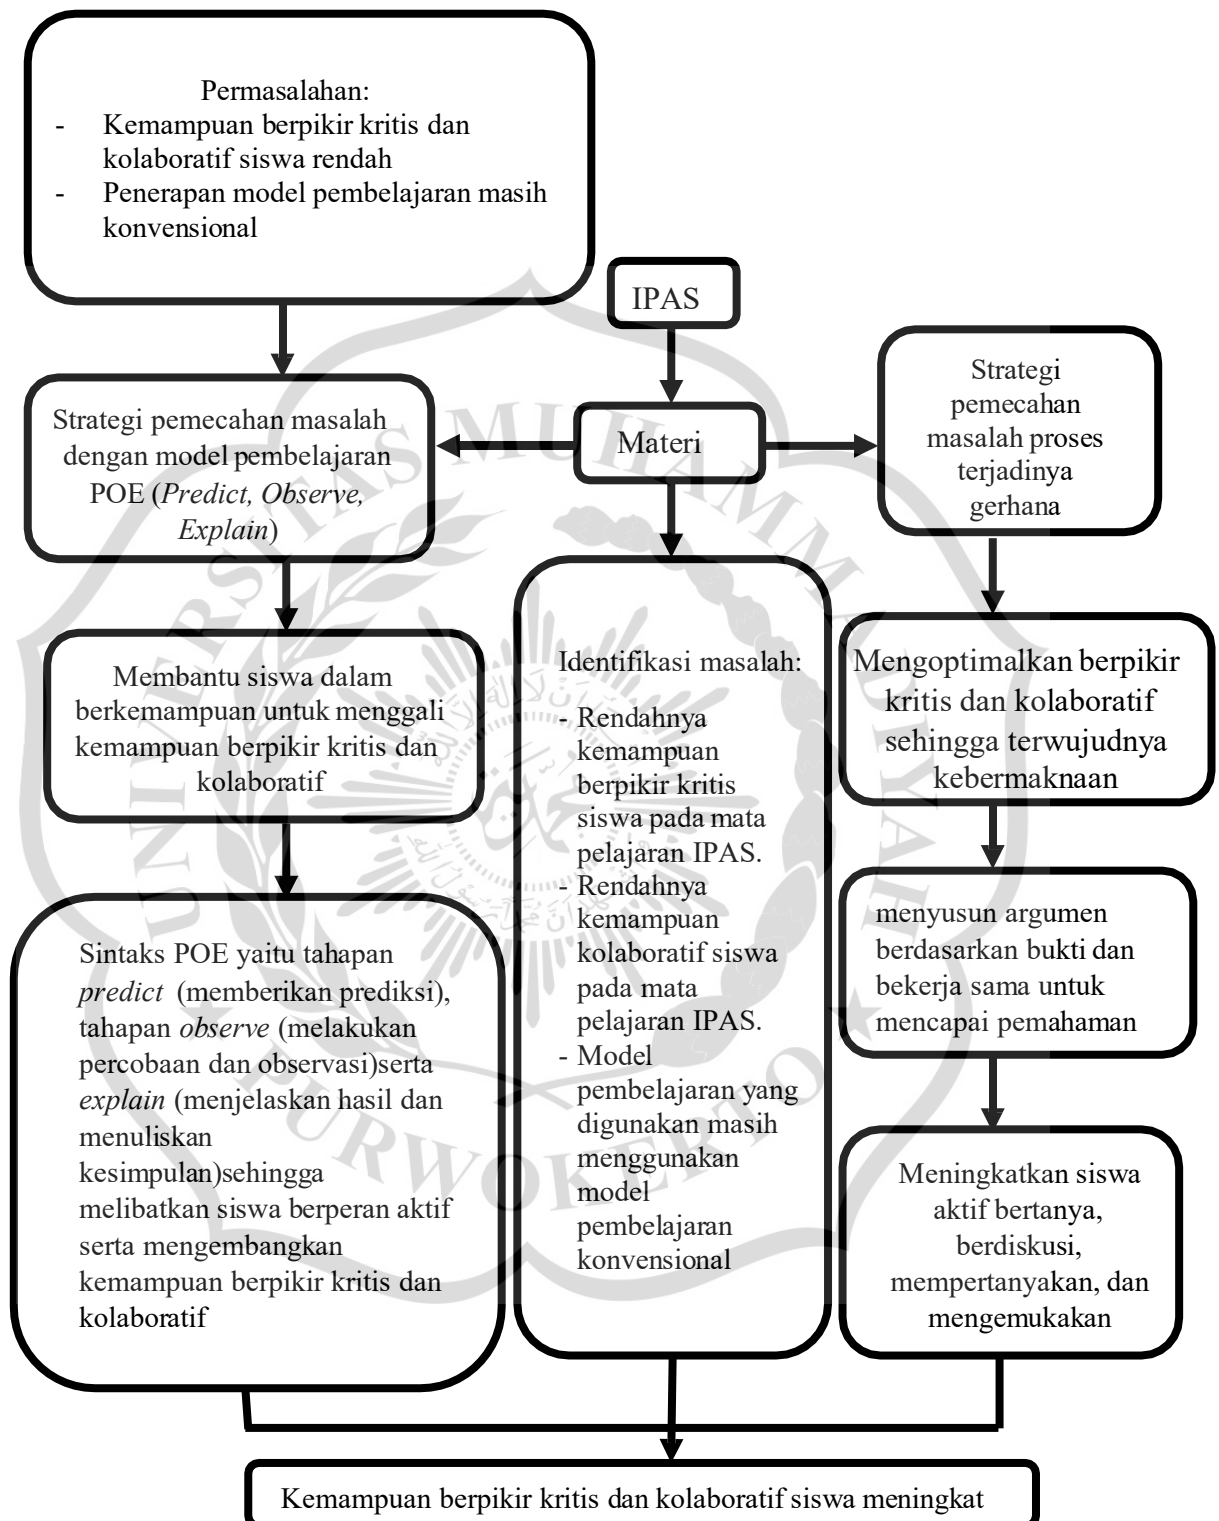 Permasalahan:
- Kemampuan berpikir kritis dan
kolaboratif siswa rendah
- Penerapan model pembelajaran masih
konvensional
IPAS
Materi
Strategi pemecahan masalah
dengan model pembelajaran
POE (Predict, Observe,
Explain)
Membantu siswa dalam
berkemampuan untuk menggali
kemampuan berpikir kritis dan
kolaboratif
Sintaks POE yaitu tahapan
predict (memberikan prediksi),
tahapan observe (melakukan
percobaan dan observasi)serta
explain (menjelaskan hasil dan
menuliskan
kesimpulan)sehingga
melibatkan siswa berperan aktif
serta mengembangkan
kemampuan berpikir kritis dan
kolaboratif
Identifikasi masalah:
- Rendahnya
kemampuan
berpikir kritis
siswa pada mata
pelajaran IPAS.
- Rendahnya
kemampuan
kolaboratif siswa
pada mata
pelajaran IPAS.
- Model
pembelajaran yang
digunakan masih
menggunakan
model
pembelajaran
konvensional
Strategi
pemecahan
masalah proses
terjadinya
gerhana
Mengoptimalkan berpikir
kritis dan kolaboratif
sehingga terwujudnya
kebermaknaan
menyusun argumen
berdasarkan bukti dan
bekerja sama untuk
mencapai pemahaman
Meningkatkan siswa
aktif bertanya,
berdiskusi,
mempertanyakan, dan
mengemukakan
Kemampuan berpikir kritis dan kolaboratif siswa meningkat
UNIVERSITAS MUHAMMADIYAH
PURWOKERTO